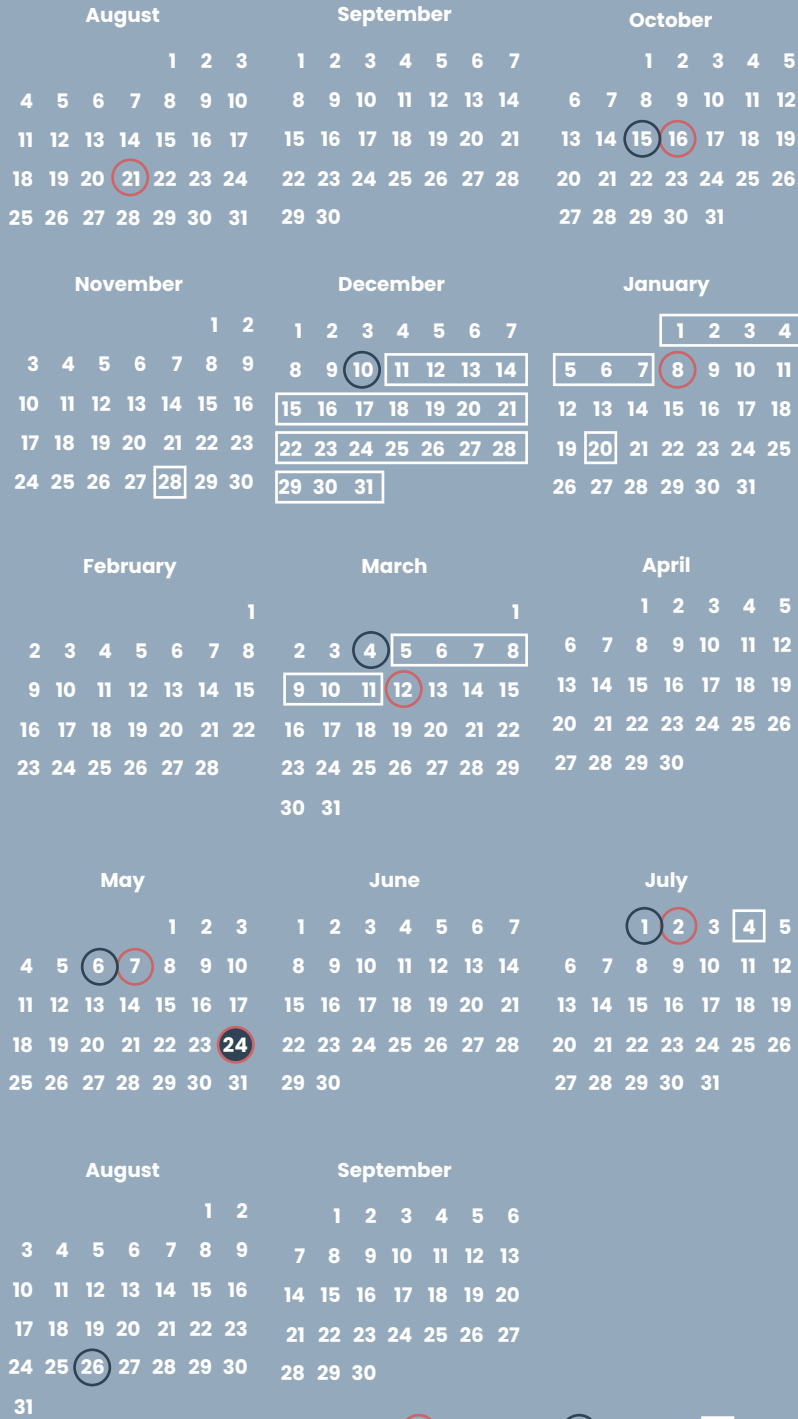 August
1 2 3
4 5 6 7 8 9 10
11 12 13 14 15 16 17
18 19 20 21 22 23 24
25 26 27 28 29 30 31
September
1 2 3 4 5 6 7
8 9 10 11 12 13 14
15 16 17 18 19 20 21
22 23 24 25 26 27 28
29 30
October
1 2 3 4 5
6 7 8 9 10 11 12
13 14 15 16 17 18 19
20 21 22 23 24 25 26
27 28 29 30 31
November
1 2
3 4 5 6 7 8 9
10 11 12 13 14 15 16
17 18 19 20 21 22 23
24 25 26 27 28 29 30
December
1 2 3 4 5 6 7
8 9 10 11 12 13 14
15 16 17 18 19 20 21
22 23 24 25 26 27 28
29 30 31
January
1 2 3 4
5 6 7 8 9 10 11
12 13 14 15 16 17 18
19 20 21 22 23 24 25
26 27 28 29 30 31
February
1
2 3 4 5 6 7 8
9 10 11 12 13 14 15
16 17 18 19 20 21 22
23 24 25 26 27 28
March
1
2 3 4 5 6 7 8
9 10 11 12 13 14 15
16 17 18 19 20 21 22
23 24 25 26 27 28 29
30 31
April
1 2 3 4 5
6 7 8 9 10 11 12
13 14 15 16 17 18 19
20 21 22 23 24 25 26
27 28 29 30
May
1 2 3
4 5 6 7 8 9 10
11 12 13 14 15 16 17
18 19 20 21 22 23 24
25 26 27 28 29 30 31
June
1 2 3 4 5 6 7
8 9 10 11 12 13 14
15 16 17 18 19 20 21
22 23 24 25 26 27 28
29 30
July
1 2 3 4 5
6 7 8 9 10 11 12
13 14 15 16 17 18 19
20 21 22 23 24 25 26
27 28 29 30 31
August
1 2
3 4 5 6 7 8 9
10 11 12 13 14 15 16
17 18 19 20 21 22 23
24 25 26 27 28 29 30
31
September
1 2 3 4 5 6
7 8 9 10 11 12 13
14 15 16 17 18 19 20
21 22 23 24 25 26 27
28 29 30